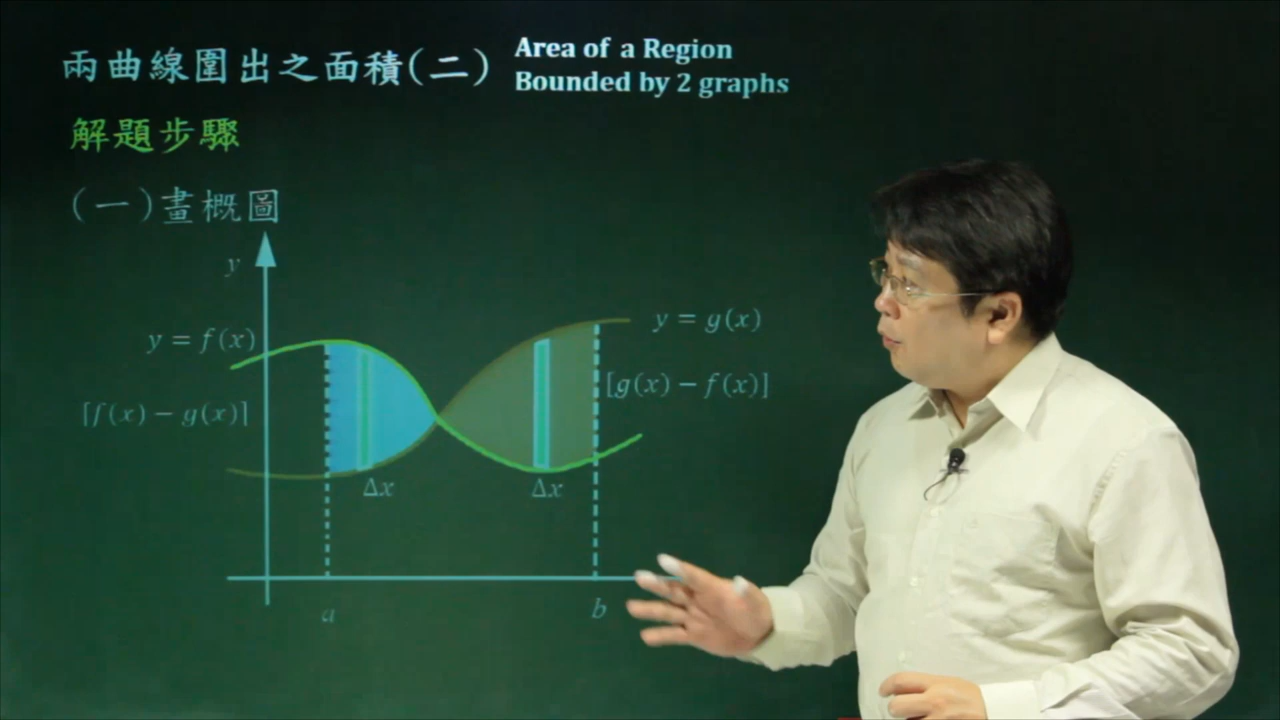 兩曲線圍出之面積(二)
Area of a Region
Bounded by 2 graphs
解題步驟
(一)畫概圖
y
y = f(x)
y = g(x)
[f(x) − g(x)]
[g(x) − f(x)]
Δx
Δx
a
b